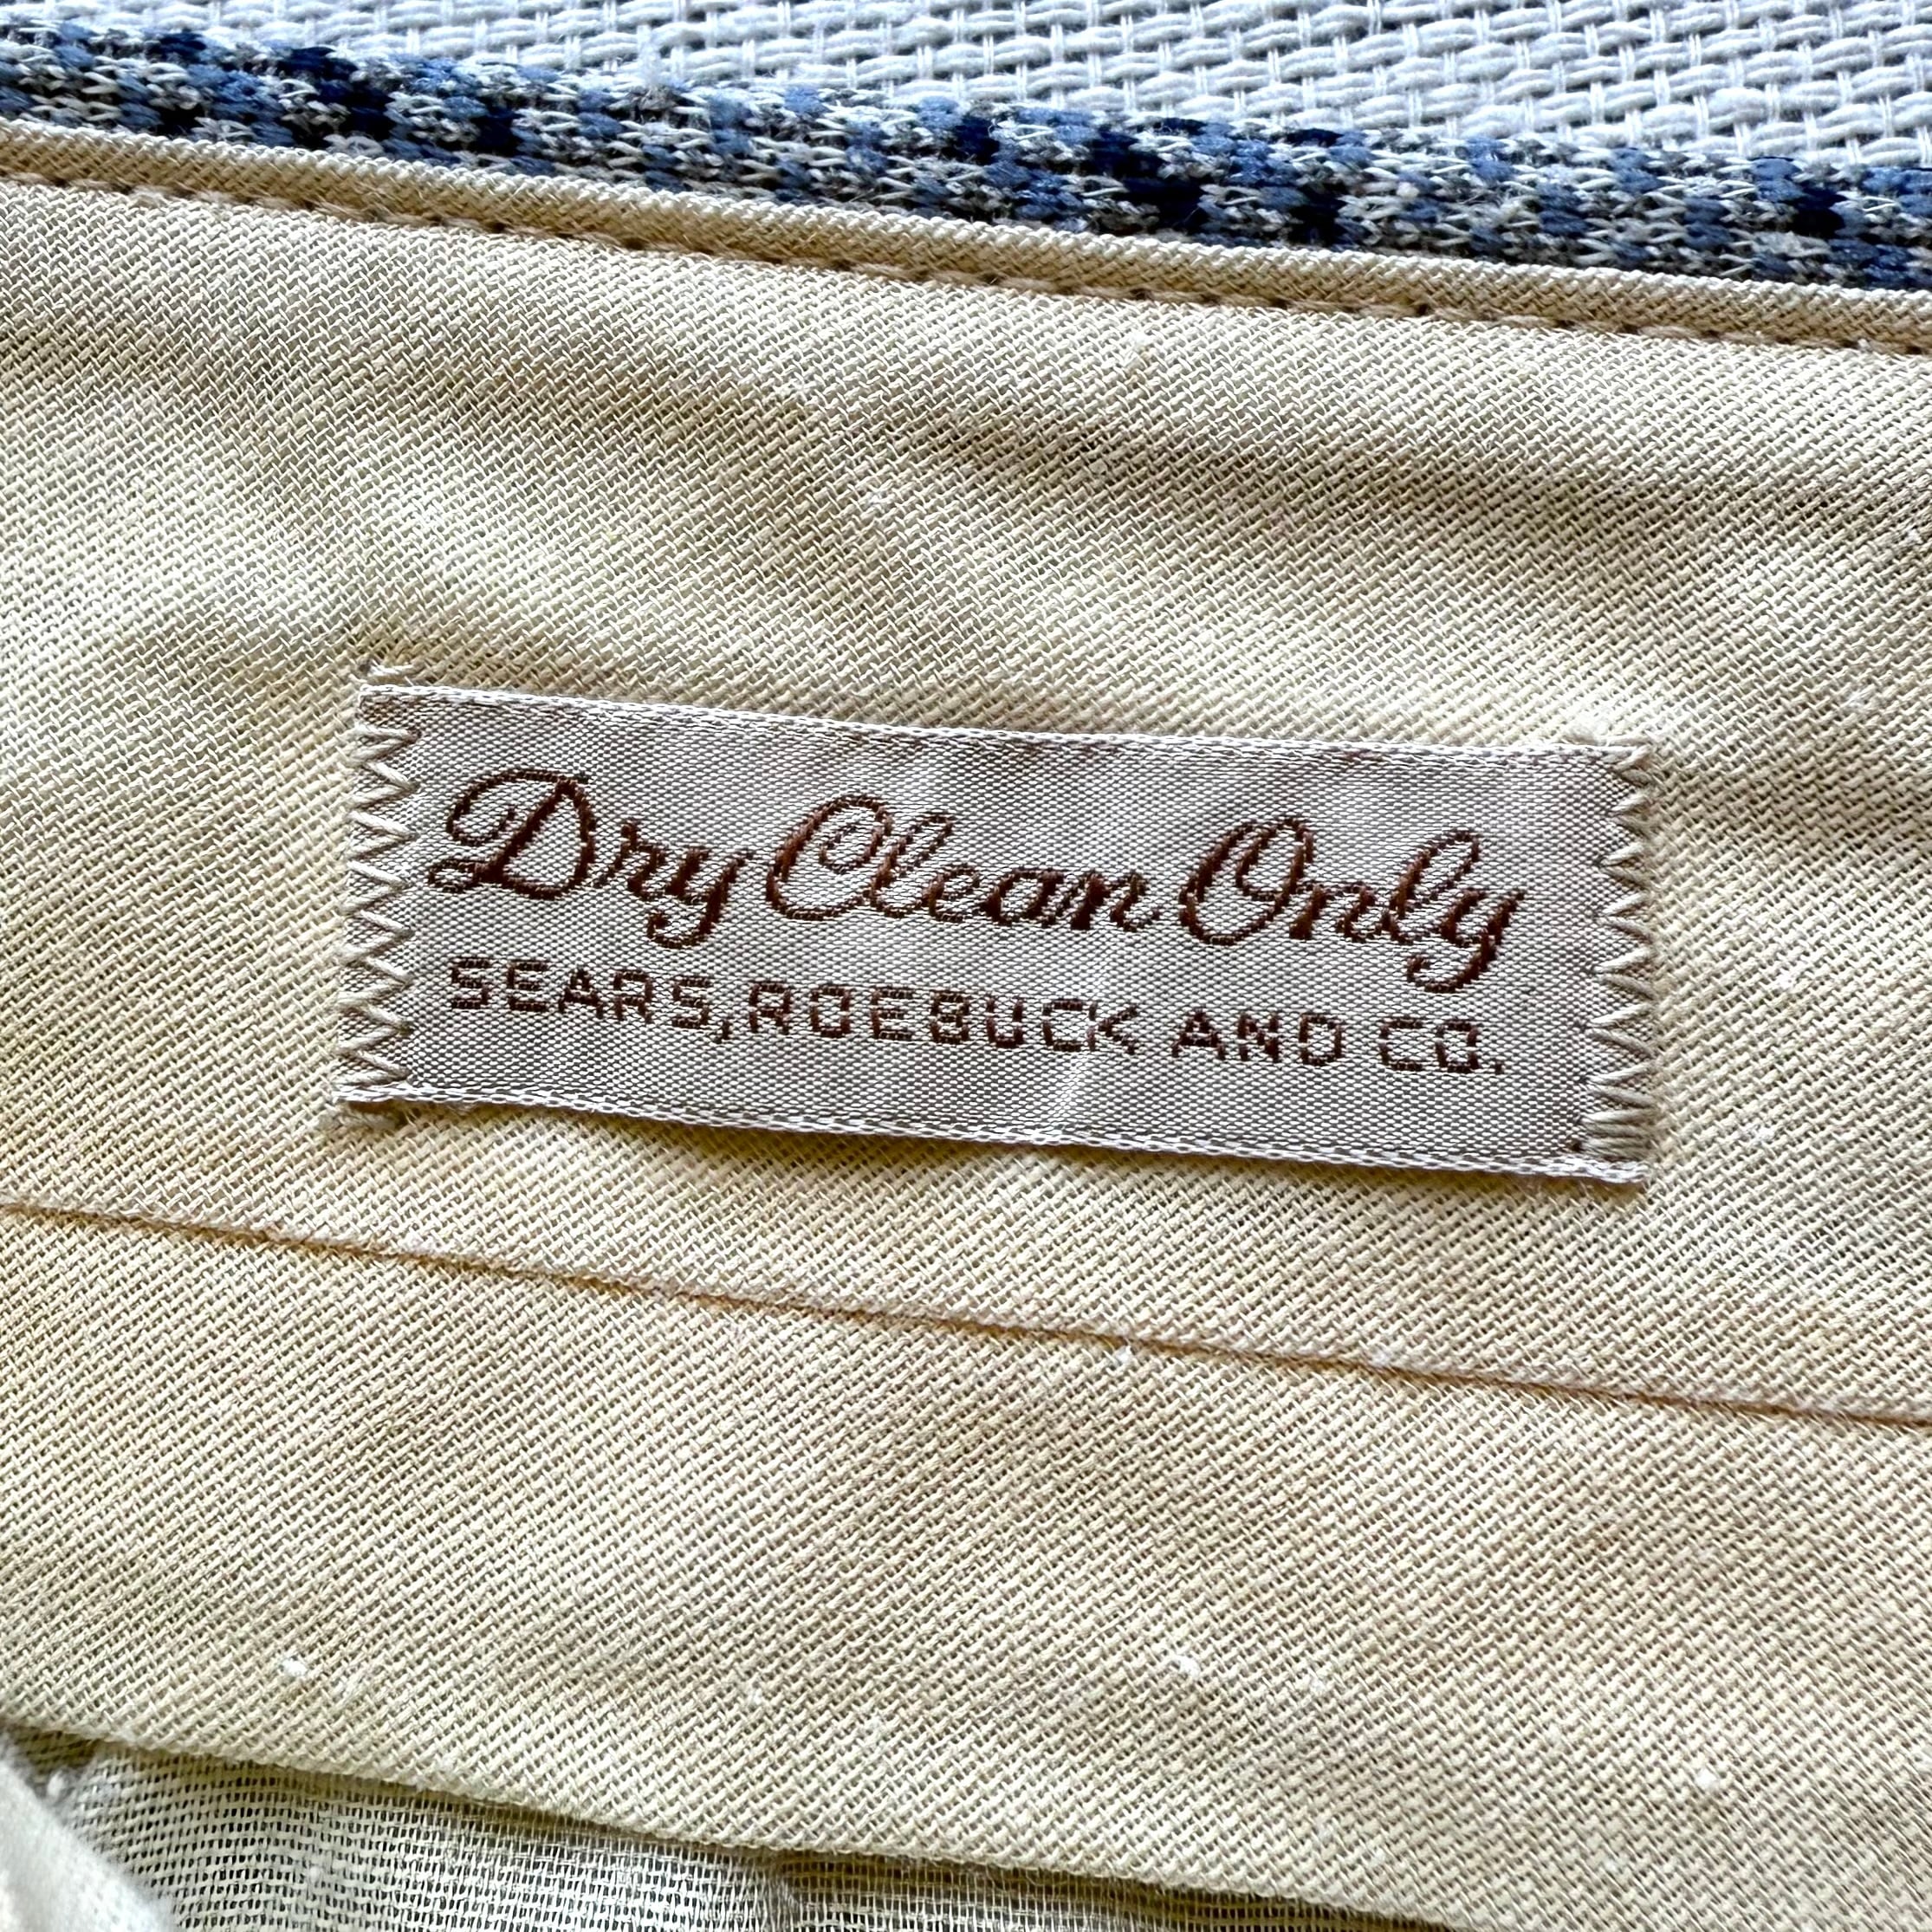 Dry Clean Only
SEARS, ROEBUCK AND CO.